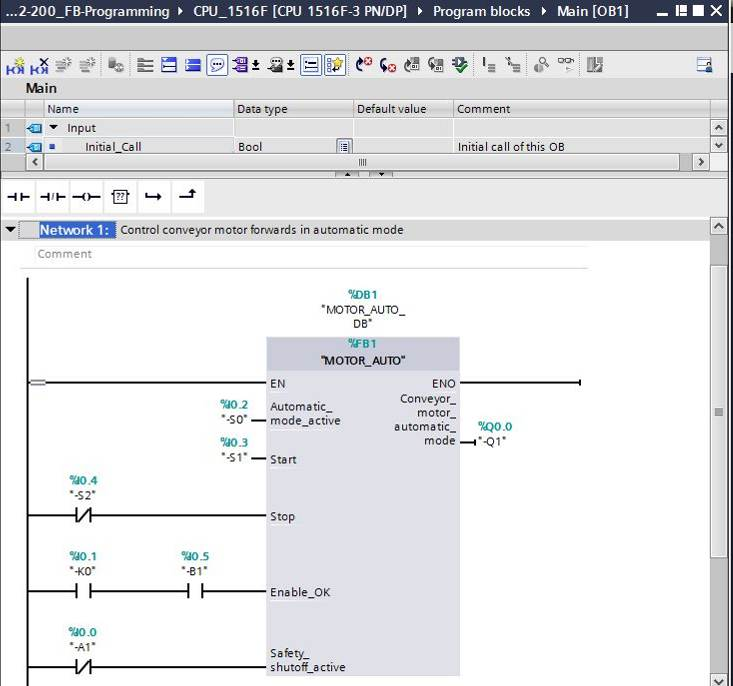 ...2-200_FB-Programming ▸ CPU_1516F [CPU 1516F-3 PN/DP] ▸ Program blocks ▸ Main [OB1]
Main
Name Data type Default value Comment
1 Input
2 Initial_Call Bool Initial call of this OB
??
Network 1: Control conveyor motor forwards in automatic mode
Comment
%DB1
"MOTOR_AUTO_
DB"
%FB1
"MOTOR_AUTO"
EN ENO
%I0.2
"-S0"
Automatic_
mode_active
Conveyor_
motor_
automatic_
mode
%Q0.0
"-Q1"
%I0.3
"-S1"
Start
%I0.4
"-S2"
Stop
%I0.1
"-K0"
%I0.5
"-B1"
Enable_OK
%I0.0
"-A1"
Safety_
shutoff_active